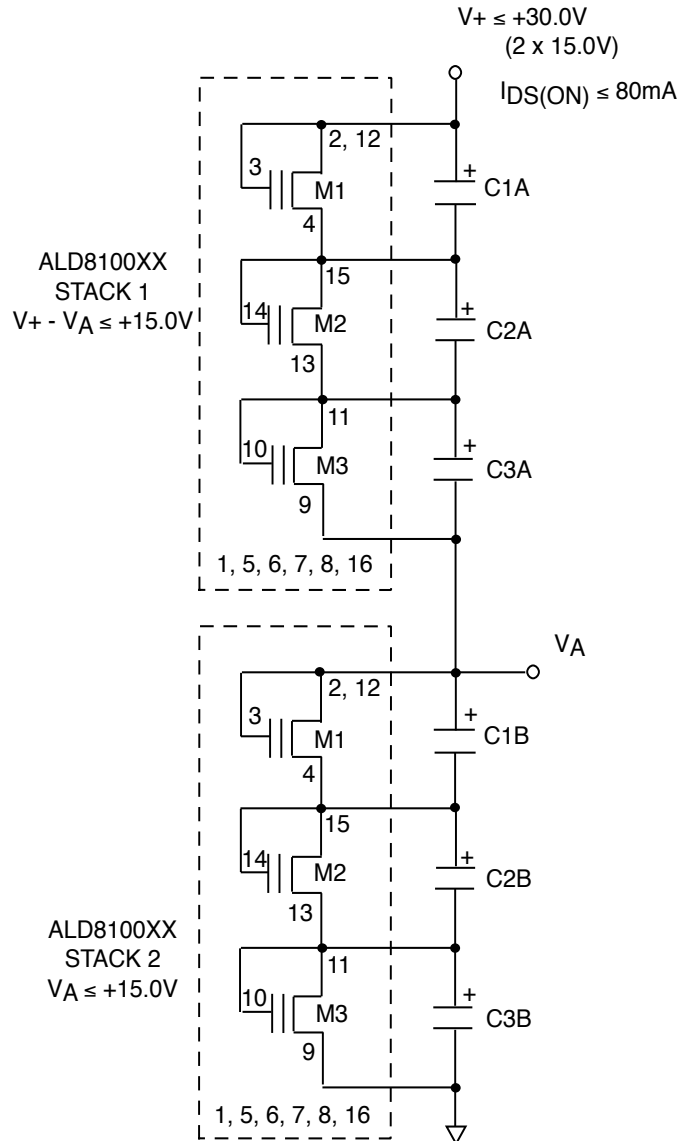 V+ ≤ +30.0V
(2 x 15.0V)
IDS(ON) ≤ 80mA
2, 12
3
M1
4
C1A
+
ALD8100XX
STACK 1
V+ - VA ≤ +15.0V
15
14
M2
13
C2A
+
11
10
M3
9
C3A
+
1, 5, 6, 7, 8, 16
VA
2, 12
3
M1
4
C1B
+
15
14
M2
13
C2B
+
ALD8100XX
STACK 2
VA ≤ +15.0V
11
10
M3
9
C3B
+
1, 5, 6, 7, 8, 16